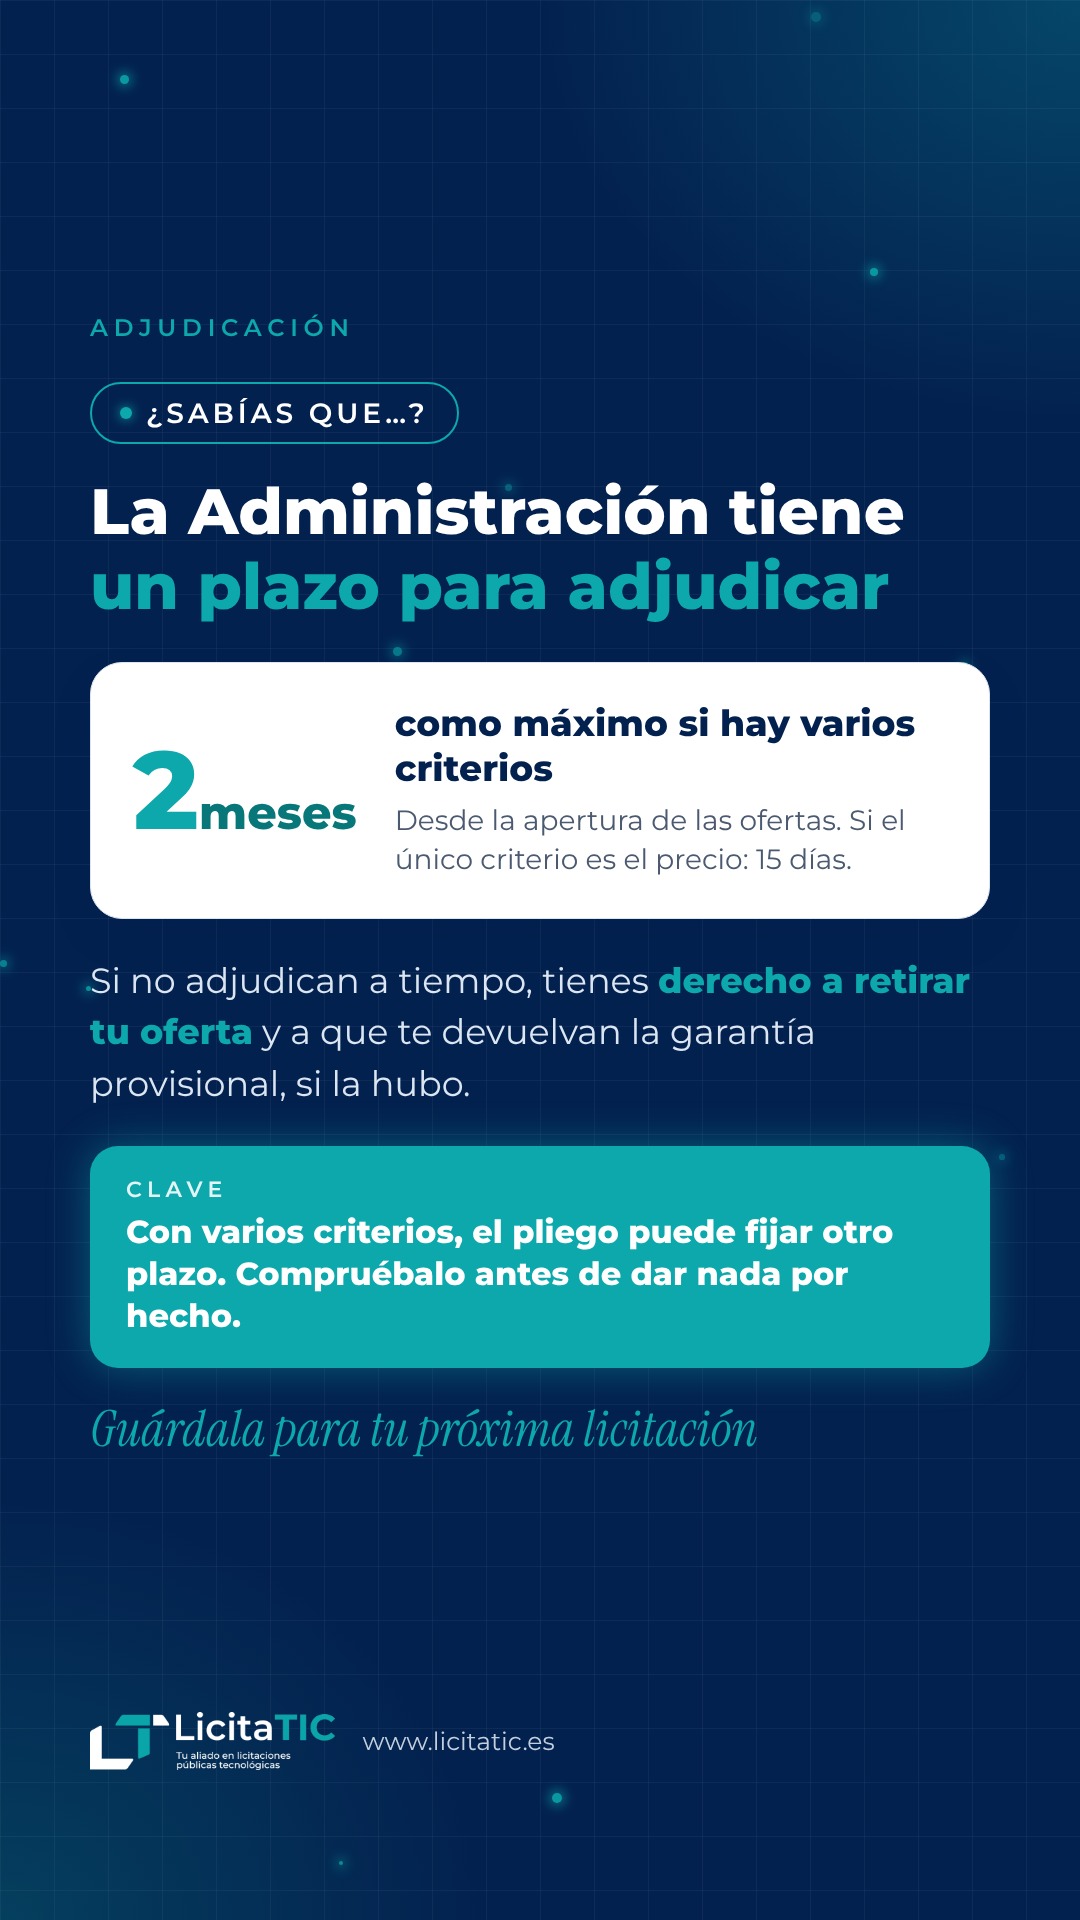 ADJUDICACIÓN
¿SABÍAS QUE…?
La Administración tiene
un plazo para adjudicar
2meses
como máximo si hay varios
criterios
Desde la apertura de las ofertas. Si el
único criterio es el precio: 15 días.
Si no adjudican a tiempo, tienes derecho a retirar
tu oferta y a que te devuelvan la garantía
provisional, si la hubo.
CLAVE
Con varios criterios, el pliego puede fijar otro
plazo. Compruébalo antes de dar nada por
hecho.
Guárdala para tu próxima licitación
LicitaTIC
Tu aliado en licitaciones
públicas tecnológicas
www.licitatic.es